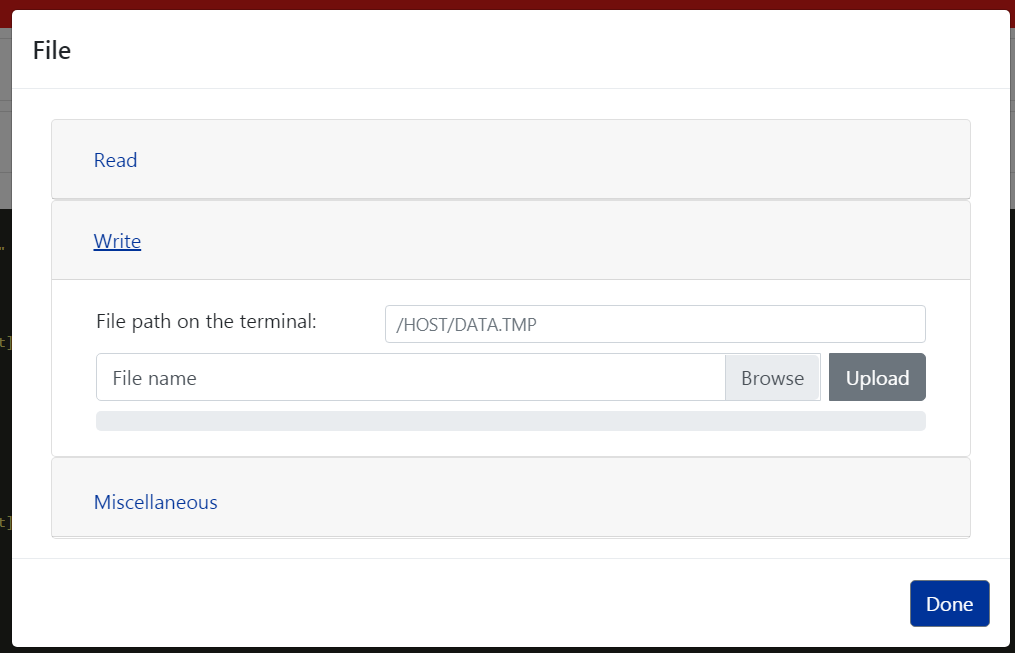 File
Read
Write
File path on the terminal: /HOST/DATA.TMP
File name Browse Upload
Miscellaneous
Done
"
t]
t]